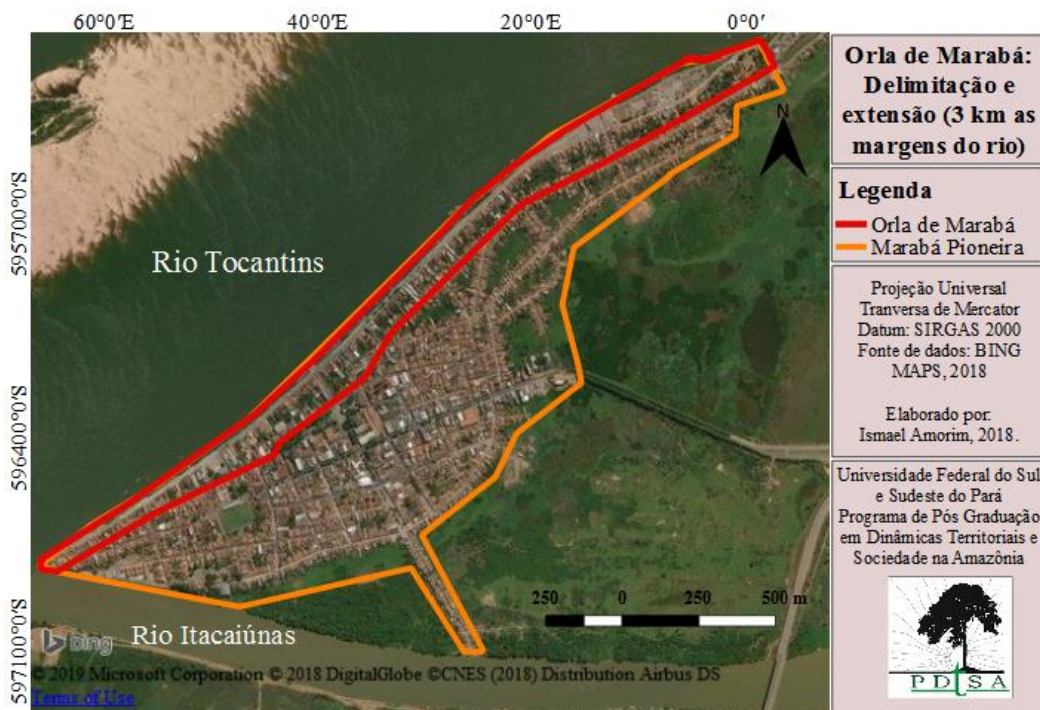 60°0′E 40°0′E 20°0′E 0°0′
595700°0′0″S
596400°0′0″S
597100°0′0″S
Rio Tocantins
N
Rio Itacaiúnas
250 0 250 500 m
bing
© 2019 Microsoft Corporation © 2018 DigitalGlobe ©CNES (2018) Distribution Airbus DS
Terms of Use
Orla de Marabá:
Delimitação e
extensão (3 km as
margens do rio)
Legenda
Orla de Marabá
Marabá Pioneira
Projeção Universal
Tranversa de Mercator
Datum: SIRGAS 2000
Fonte de dados: BING
MAPS, 2018
Elaborado por:
Ismael Amorim, 2018.
Universidade Federal do Sul
e Sudeste do Pará
Programa de Pós Graduação
em Dinâmicas Territoriais e
Sociedade na Amazônia
PDTSA